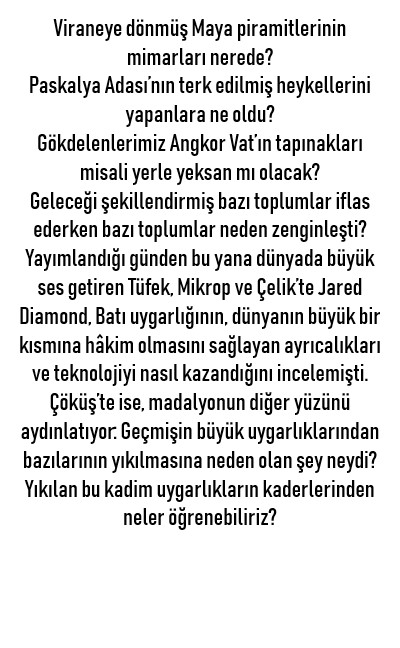 Viraneye dönmüş Maya piramitlerinin
mimarları nerede?
Paskalya Adası’nın terk edilmiş heykellerini
yapanlara ne oldu?
Gökdelenlerimiz Angkor Vat’ın tapınakları
misali yerle yeksan mı olacak?
Geleceği şekillendirmiş bazı toplumlar iflas
ederken bazı toplumlar neden zenginleşti?
Yayımlandığı günden bu yana dünyada büyük
ses getiren Tüfek, Mikrop ve Çelik’te Jared
Diamond, Batı uygarlığının, dünyanın büyük bir
kısmına hâkim olmasını sağlayan ayrıcalıkları
ve teknolojiyi nasıl kazandığını incelemişti.
Çöküş’te ise, madalyonun diğer yüzünü
aydınlatıyor: Geçmişin büyük uygarlıklarından
bazılarının yıkılmasına neden olan şey neydi?
Yıkılan bu kadim uygarlıkların kaderlerinden
neler öğrenebiliriz?